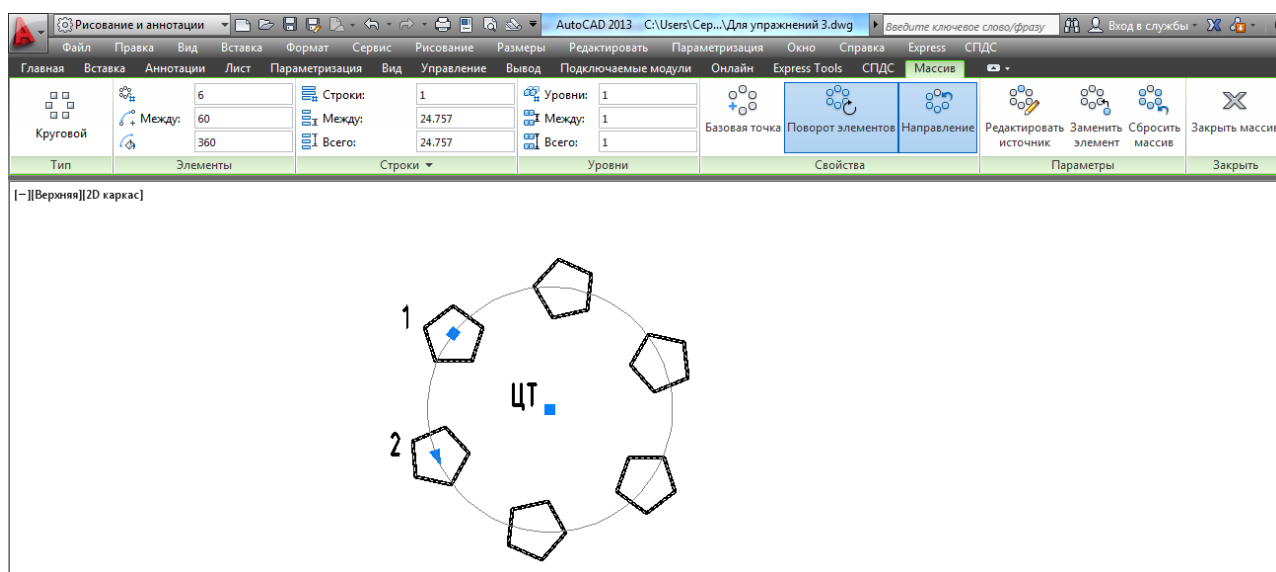 Рисование и аннотации AutoCAD 2013 C:\Users\Сер...\Для упражнений 3.dwg Введите ключевое слово/фразу Вход в службы
Файл Правка Вид Вставка Формат Сервис Рисование Размеры Редактировать Параметризация Окно Справка Express СПДС
Главная Вставка Аннотации Лист Параметризация Вид Управление Вывод Подключаемые модули Онлайн Express Tools СПДС Массив
6 Строки: 1 Уровни: 1
Между: 60 Между: 24.757 Между: 1
360 Всего: 24.757 Всего: 1
Круговой Базовая точка Поворот элементов Направление Редактировать источник Заменить элемент Сбросить массив Закрыть массив
Тип Элементы Строки Уровни Свойства Параметры Закрыть
[−][Верхняя][2D каркас]
1
ЦТ
2